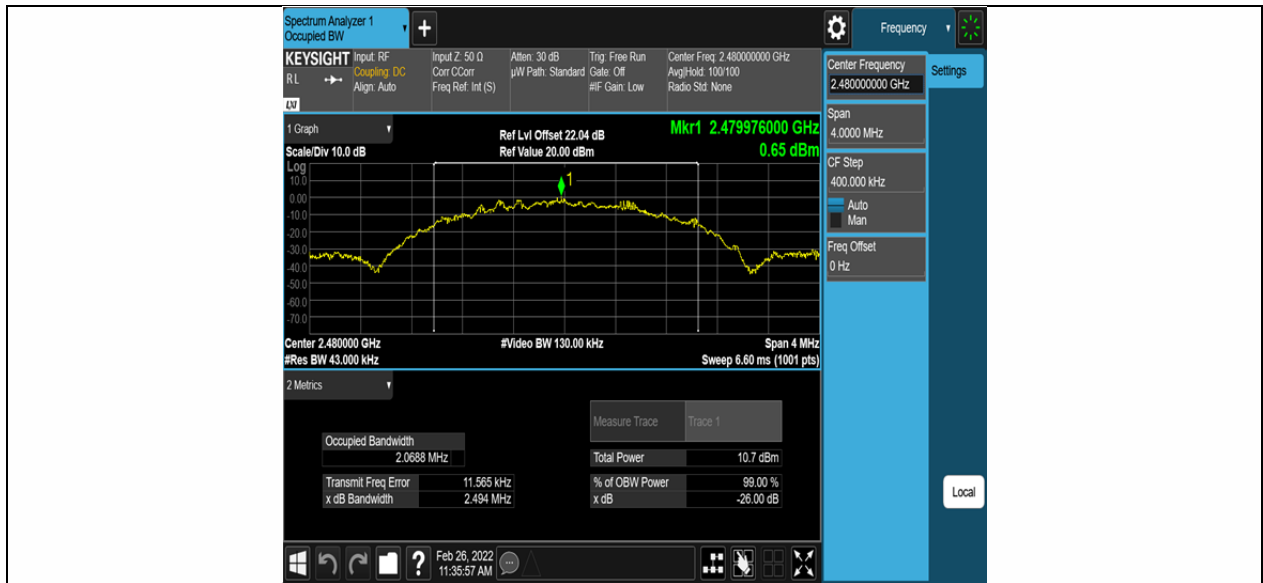 Spectrum Analyzer 1
Occupied BW
+
Frequency
KEYSIGHT
RL
LXI
Input: RF
Coupling: DC
Align: Auto
Input Z: 50 Ω
Corr CCorr
Freq Ref: Int (S)
Atten: 30 dB
µW Path: Standard
Trig: Free Run
Gate: Off
#IF Gain: Low
Center Freq: 2.480000000 GHz
Avg|Hold: 100/100
Radio Std: None
Center Frequency
2.480000000 GHz
Settings
Span
4.0000 MHz
CF Step
400.000 kHz
Auto
Man
Freq Offset
0 Hz
Local
1 Graph
Scale/Div 10.0 dB
Ref Lvl Offset 22.04 dB
Ref Value 20.00 dBm
Mkr1 2.479976000 GHz
0.65 dBm
Log
10.0
0.00
-10.0
-20.0
-30.0
-40.0
-50.0
-60.0
-70.0
1
Center 2.480000 GHz
#Res BW 43.000 kHz
#Video BW 130.00 kHz
Span 4 MHz
Sweep 6.60 ms (1001 pts)
2 Metrics
Measure Trace Trace 1
Occupied Bandwidth
2.0688 MHz
Total Power 10.7 dBm
Transmit Freq Error 11.565 kHz
% of OBW Power 99.00 %
x dB Bandwidth 2.494 MHz
x dB -26.00 dB
?
Feb 26, 2022
11:35:57 AM